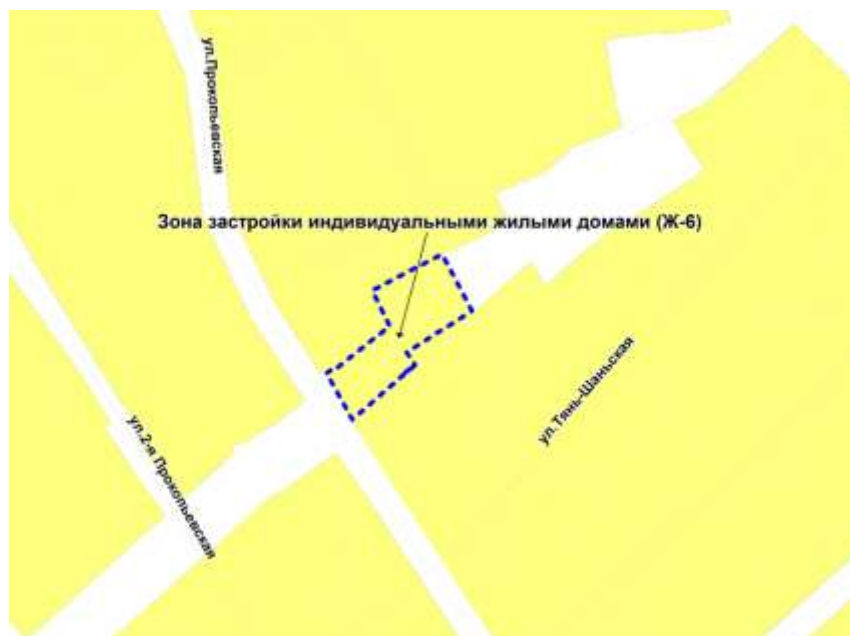 ул.Прокопьевская
Зона застройки индивидуальными жилыми домами (Ж-6)
ул.Тянь-Шаньская
ул.2-я Прокопьевская